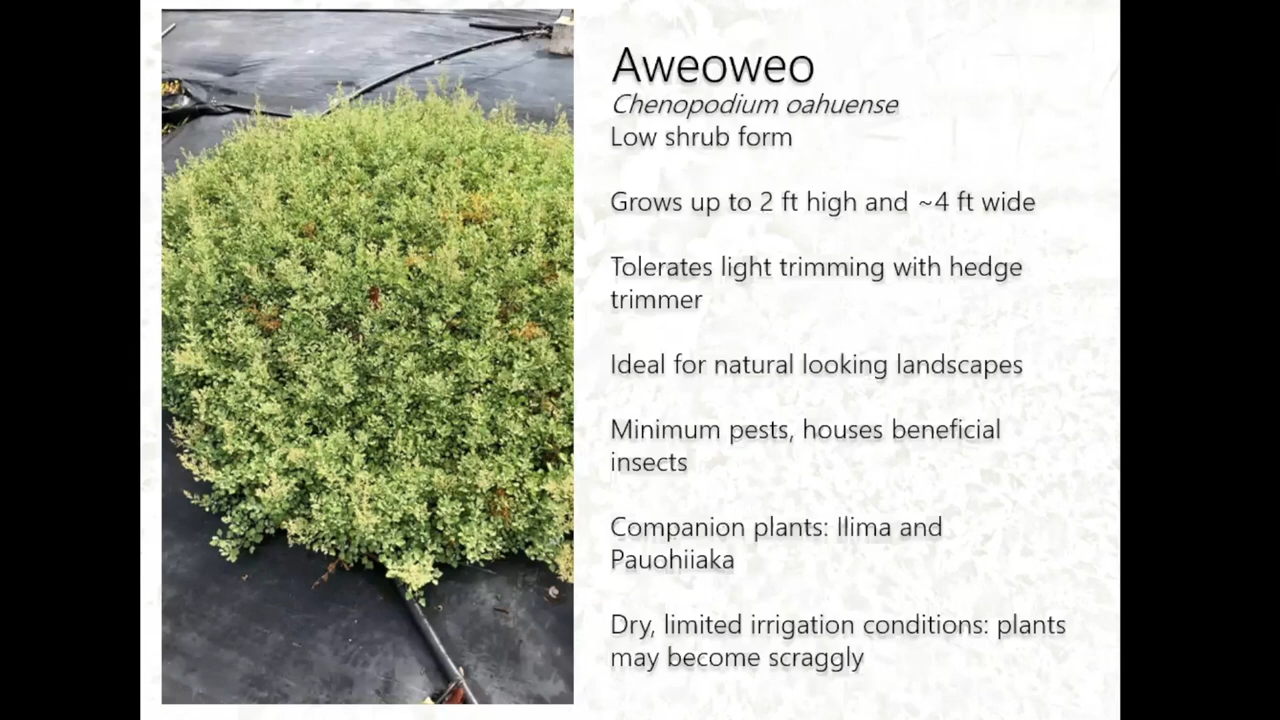 Aweoweo
Chenopodium oahuense
Low shrub form
Grows up to 2 ft high and ~4 ft wide
Tolerates light trimming with hedge
trimmer
Ideal for natural looking landscapes
Minimum pests, houses beneficial
insects
Companion plants: Ilima and
Pauohiiaka
Dry, limited irrigation conditions: plants
may become scraggly